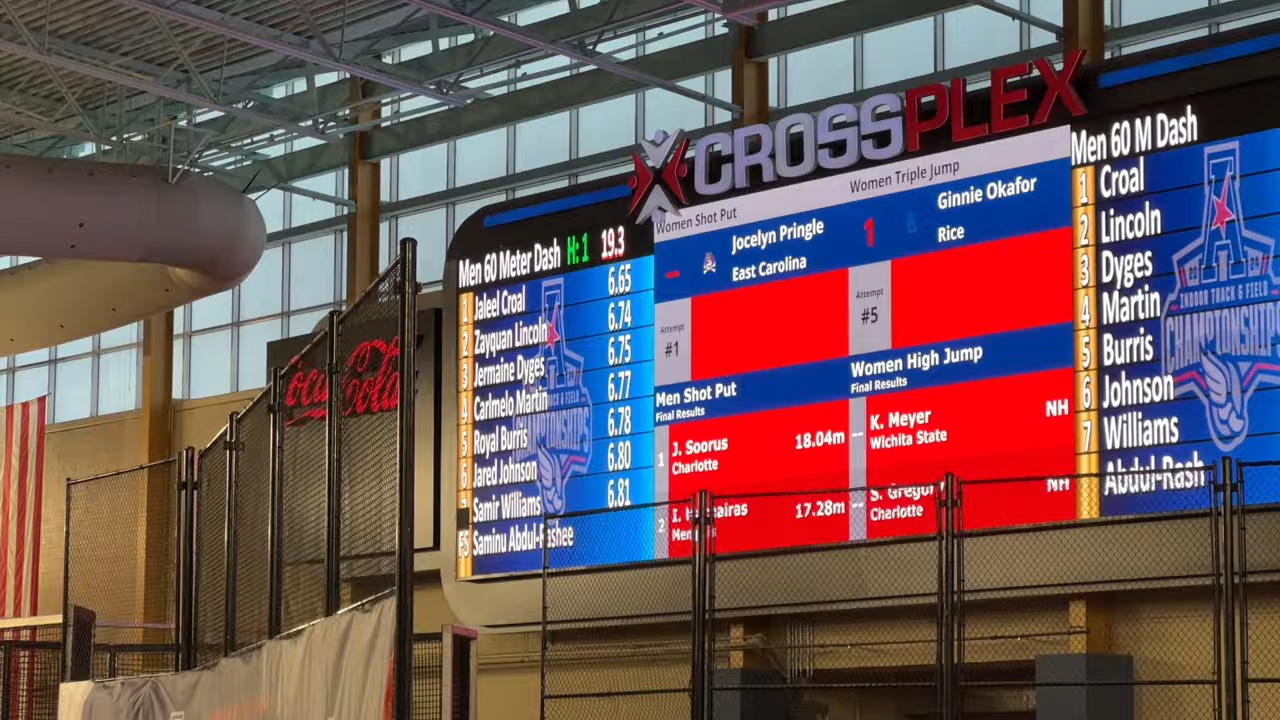 CROSSPLEX
Men 60 Meter Dash H:1 19.3
1 Jaleel Croal 6.65
2 Zayquan Lincoln 6.74
3 Jermaine Dyges 6.75
4 Carlmelo Martin 6.77
5 Royal Burris 6.78
6 Jared Johnson 6.80
Samir Williams 6.81
FS Saminu Abdul-Rashee
CHAMPIONSHIPS
Women Shot Put
Jocelyn Pringle
East Carolina
Attempt
#1
Women Triple Jump
1 Ginnie Okafor
Rice
Attempt
#5
Men Shot Put
Final Results
1 J. Soorus 18.04m
Charlotte
2 17.28m
Women High Jump
Final Results
-- K. Meyer NH
Wichita State
-- S. Gregor NH
Charlotte
Men 60 M Dash
1 Croal
2 Lincoln
3 Dyges
4 Martin
5 Burris
6 Johnson
7 Williams
Abdul-Rash
INDOOR TRACK & FIELD
CHAMPIONSHIPS
Coca-Cola